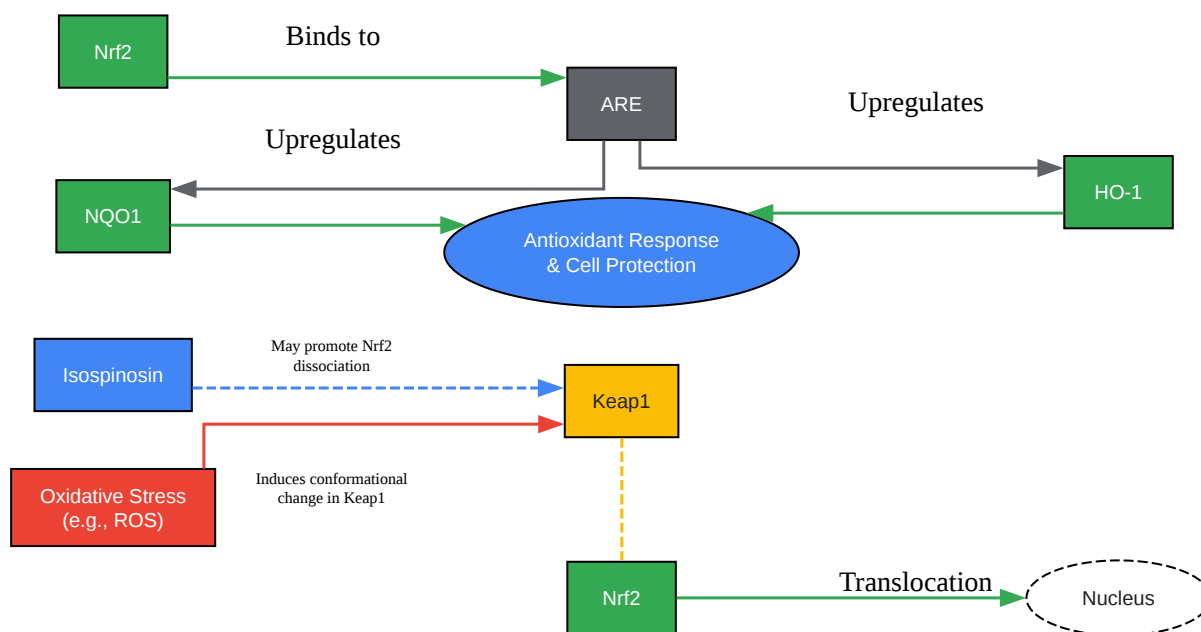 Nrf2
Binds to
ARE
Upregulates
Upregulates
NQO1
HO-1
Antioxidant Response
& Cell Protection
Isospinosin
May promote Nrf2
dissociation
Keap1
Oxidative Stress
(e.g., ROS)
Induces conformational
change in Keap1
Nrf2
Translocation
Nucleus